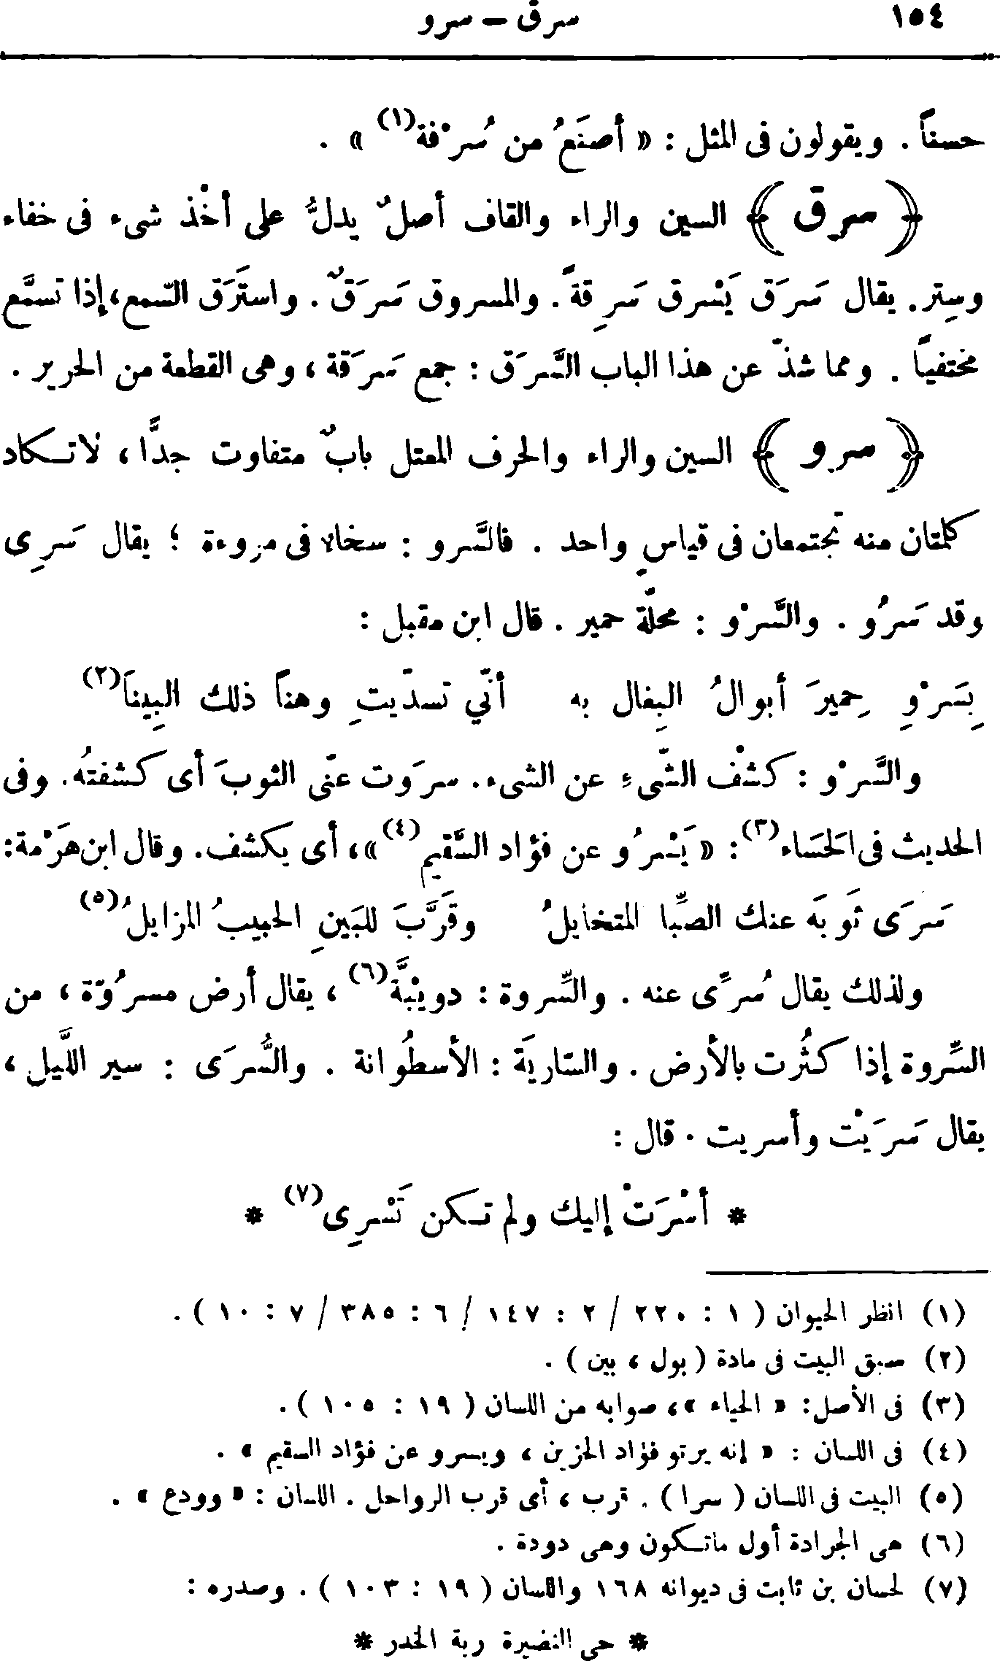 ١٥٤
سرق – سرو
حسناً . ويقولون فى المثل : « أصنَعُ من سُرْفة(١) » .
﴿ سرق ﴾ السين والراء والقاف أصلٌ يدلُّ على أخْذ شىء فى خفاء
وسِتر. يقال سَرَق يَسْرق سَرِقةً. والمسروق سَرَقٌ. واستَرَق السّمع،إذا تسمَّع
مختفياً . ومما شذّ عن هذا الباب السَّرَق : جمع سَرَقة ، وهى القطعة من الحرير .
﴿ سرو ﴾ السين والراء والحرف المعتل بابٌ متفاوت جدًّا ، لاتكاد
كلمتان منه تجتمعان فى قياسٍ واحد . فالسَّرو : سخاء فى مروءة ؛ يقال سَرِى
وقد سَرُو . والسَّرْو : محلّة حمير . قال ابن مقبل :
بِسَرْوِ حِميرَ أبوالُ البِغال به أنّي تسدّيتِ وهناً ذلك البِيناَ(٢)
والسَّرْو : كشْف الشّىءِ عن الشىء. سروَت عنّى الثوبَ أى كشفتُه. وفى
الحديث فى الحَسَاء(٣): « يَسْرُو عن فؤاد السَّقيم(٤)»، أى يكشف. وقال ابن هَرْمة:
سَرَى ثَوبَه عنك الصِّبا المتخايلُ وقَرَّبَ للبَينِ الحبيبُ المزايلُ(٥)
ولذلك يقال سُرِّى عنه . والسِّروة : دويْبَّة(٦) ، يقال أرض مسرُوّة ، من
السِّروة إذا كثُرت بالأرض . والسّاريَة : الأسطُوانة . والسُّرَى : سير اللَّيل ،
يقال سَرَيْت وأسريت . قال :
* أسْرَتْ إليك ولم تكن تَسْرِى(٧) *
(١) انظر الحيوان ( ١ : ٢٢٠ / ٢ : ١٤٧ / ٦ : ٣٨٥ / ٧ : ١٠ ) .
(٢) سبق البيت فى مادة ( بول ، بين ) .
(٣) فى الأصل: « الحياء »، صوابه من اللسان ( ١٩ : ١٠٥ ) .
(٤) فى اللسان : « إنه يرتو فؤاد الحزين ، ويسرو عن فؤاد السقيم » .
(٥) البيت فى اللسان ( سرا ) . قرب ، أى قرب الرواحل . اللسان : « وودع » .
(٦) هى الجرادة أول ماتكون وهى دودة .
(٧) لحسان بن ثابت فى ديوانه ١٦٨ واللسان ( ١٩ : ١٠٣ ) . وصدره :
* حى النضيرة ربة الخدر *